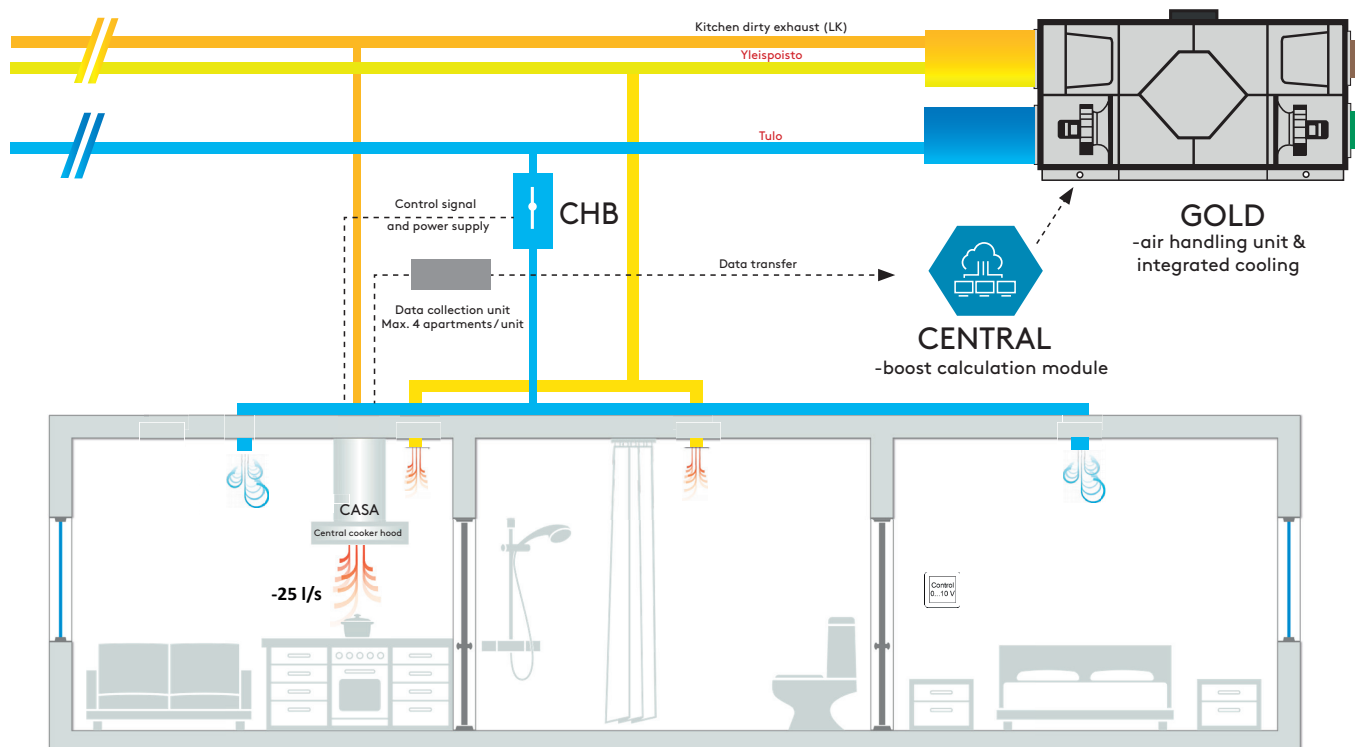 Kitchen dirty exhaust (LK)
Yleispoisto
Tulo
Control signal
and power supply
CHB
GOLD
-air handling unit &
integrated cooling
Data transfer
Data collection unit
Max. 4 apartments / unit
CENTRAL
-boost calculation module
CASA
Central cooker hood
-25 l/s
Control
0...10 V